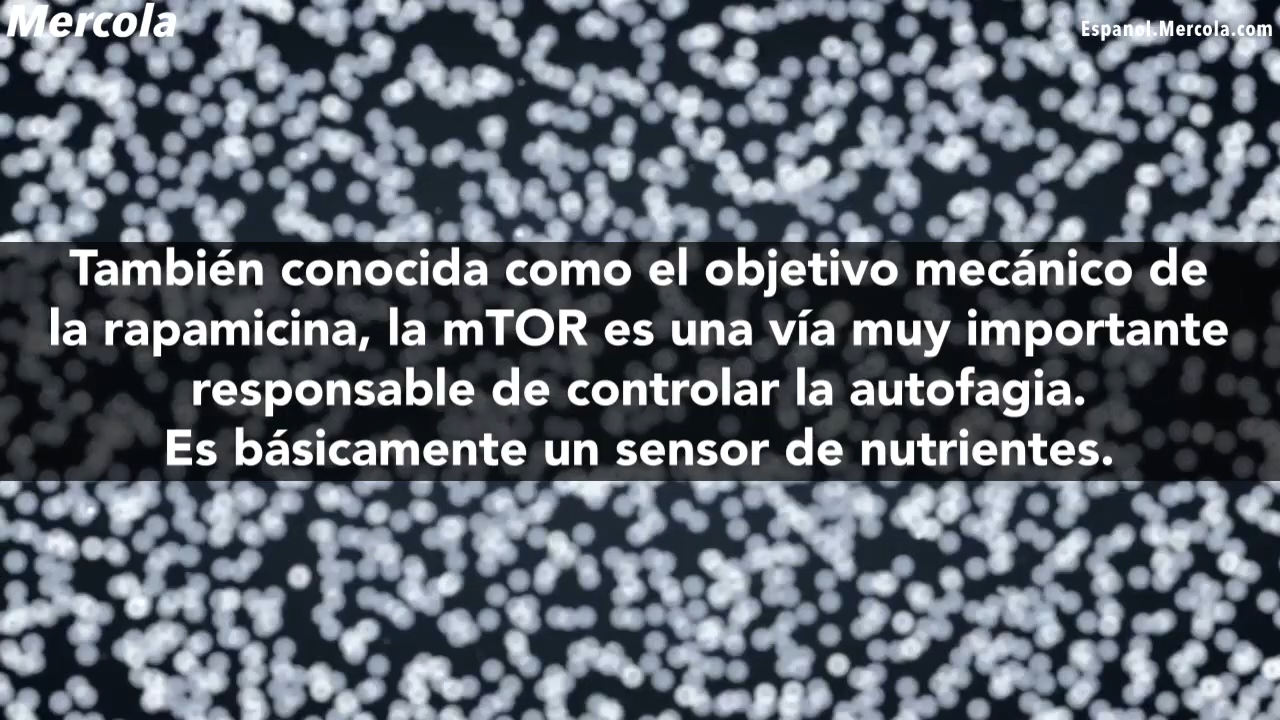 Mercola
Espanol.Mercola.com
También conocida como el objetivo mecánico de
la rapamicina, la mTOR es una vía muy importante
responsable de controlar la autofagia.
Es básicamente un sensor de nutrientes.